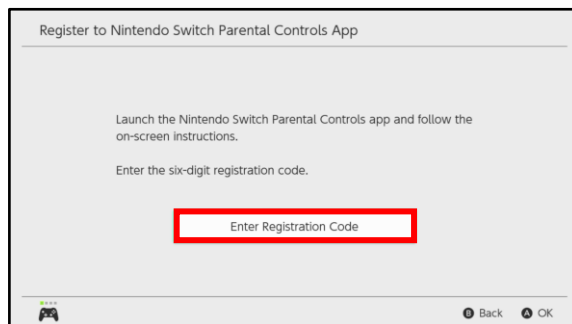 Register to Nintendo Switch Parental Controls App
Launch the Nintendo Switch Parental Controls app and follow the
on-screen instructions.
Enter the six-digit registration code.
Enter Registration Code
B Back A OK